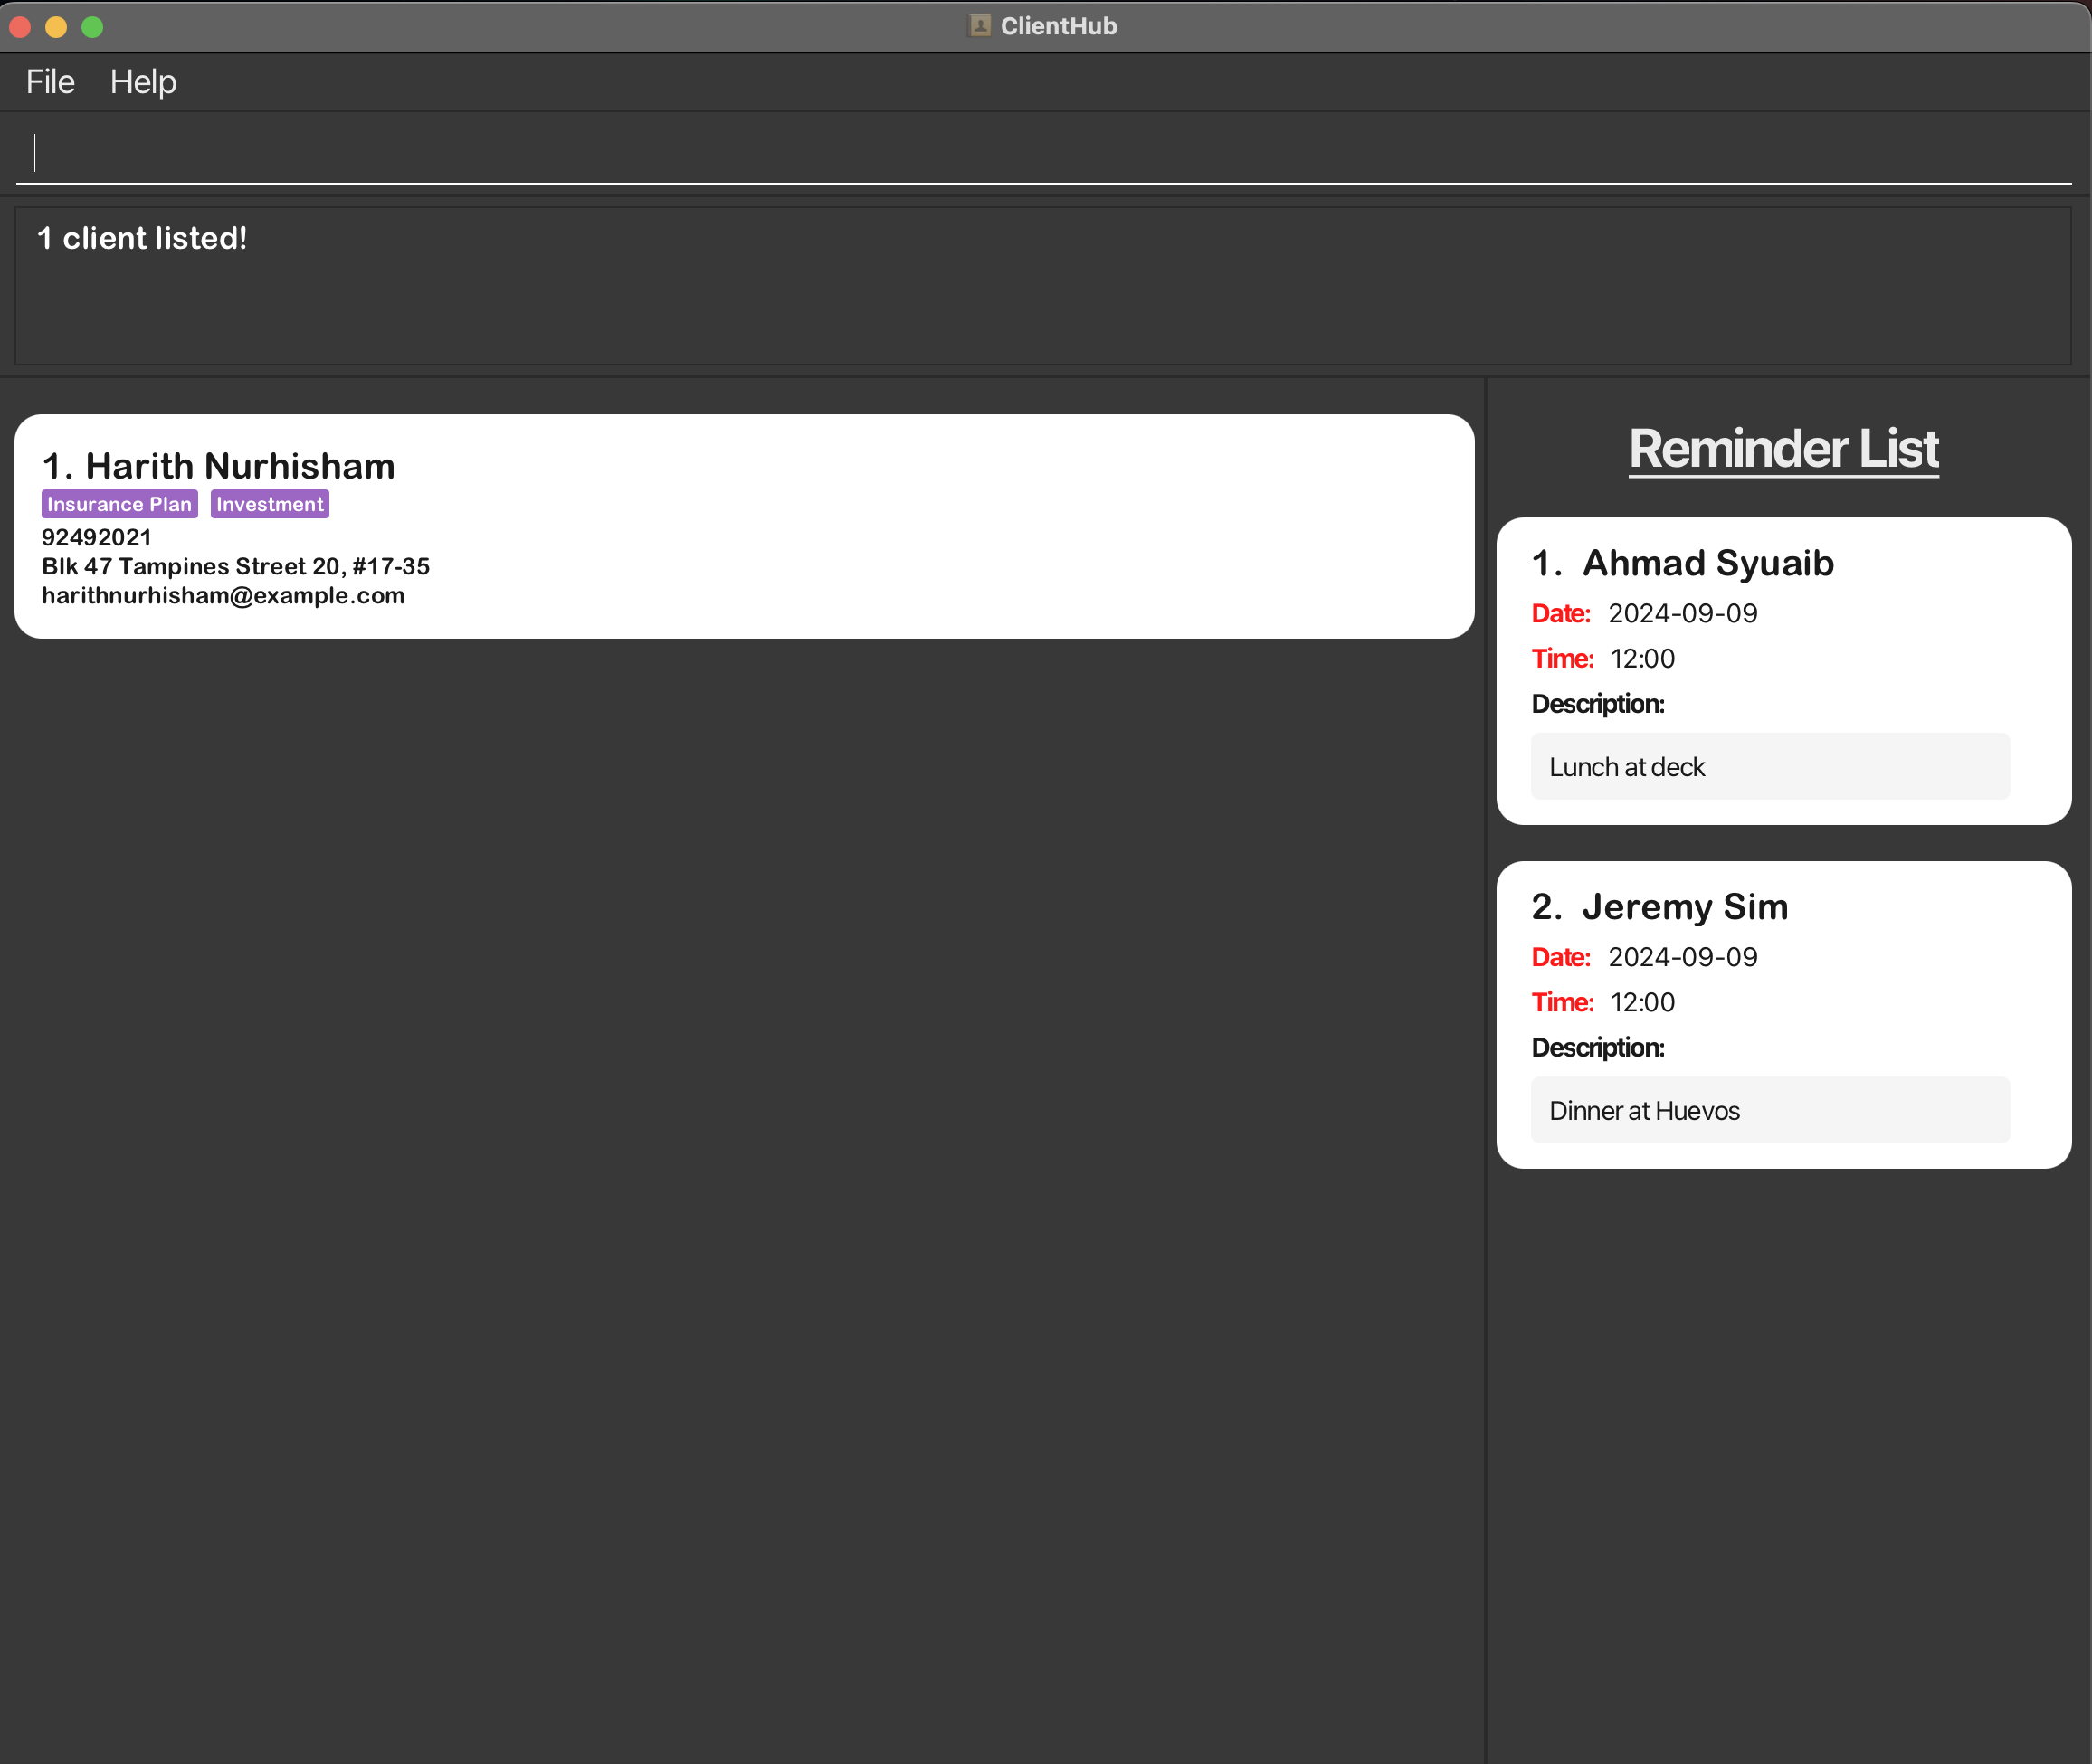 ClientHub
File Help
1 client listed!
1. Harith Nurhisham
Insurance Plan Investment
92492021
Blk 47 Tampines Street 20, #17-35
harithnurhisham@example.com
Reminder List
1. Ahmad Syuaib
Date: 2024-09-09
Time: 12:00
Description:
Lunch at deck
2. Jeremy Sim
Date: 2024-09-09
Time: 12:00
Description:
Dinner at Huevos